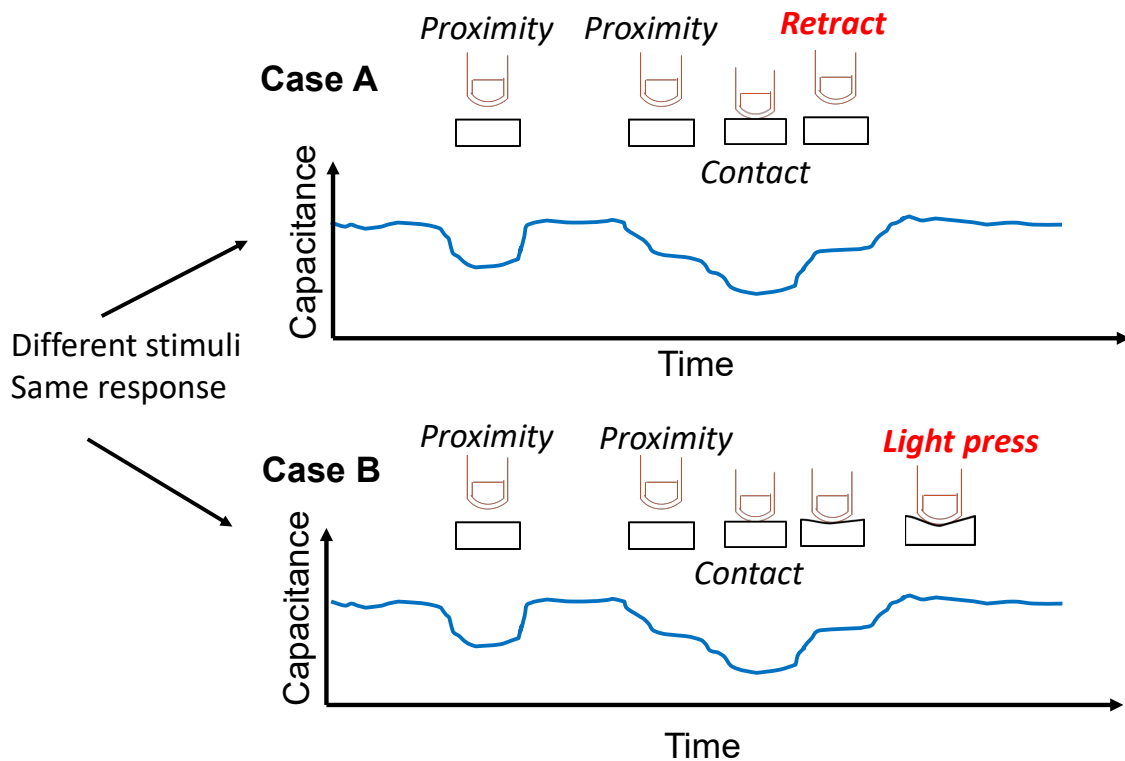 Proximity
Proximity
Retract
Case A
Contact
Capacitance
Time
Different stimuli
Same response
Proximity
Proximity
Light press
Case B
Contact
Capacitance
Time